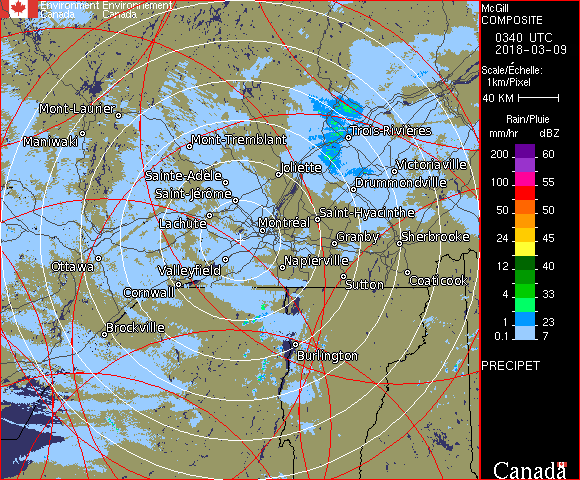 Environment Environnement
Canada Canada
McGill
COMPOSITE
0340 UTC
2018-03-09
Scale/Échelle:
1km/Pixel
40 KM
Rain/Pluie
mm/hr dBZ
200 60
100 55
50 50
24 45
12 40
4 33
1 23
0.1 7
PRECIPET
Canada
Mont-Laurier
Maniwaki
Mont-Tremblant
Trois-Rivières
Joliette
Victoriaville
Sainte-Adèle
Drummondville
Saint-Jérôme
Saint-Hyacinthe
Lachute
Montréal
Granby
Sherbrooke
Ottawa
Valleyfield
Napierville
Cornwall
Sutton
Coaticook
Brockville
Burlington